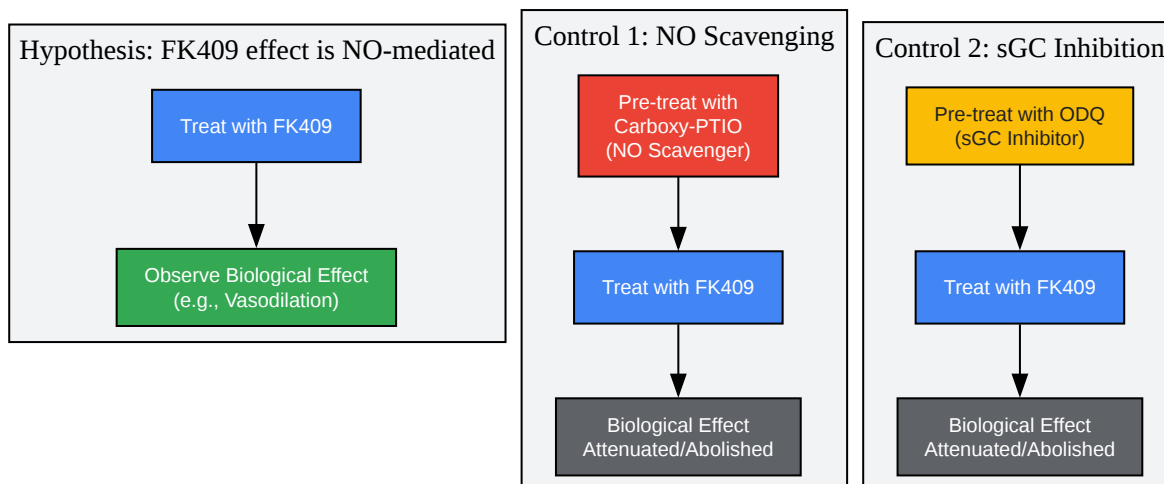 Hypothesis: FK409 effect is NO-mediated
Treat with FK409
Observe Biological Effect
(e.g., Vasodilation)
Control 1: NO Scavenging
Pre-treat with
Carboxy-PTIO
(NO Scavenger)
Treat with FK409
Biological Effect
Attenuated/Abolished
Control 2: sGC Inhibition
Pre-treat with ODQ
(sGC Inhibitor)
Treat with FK409
Biological Effect
Attenuated/Abolished